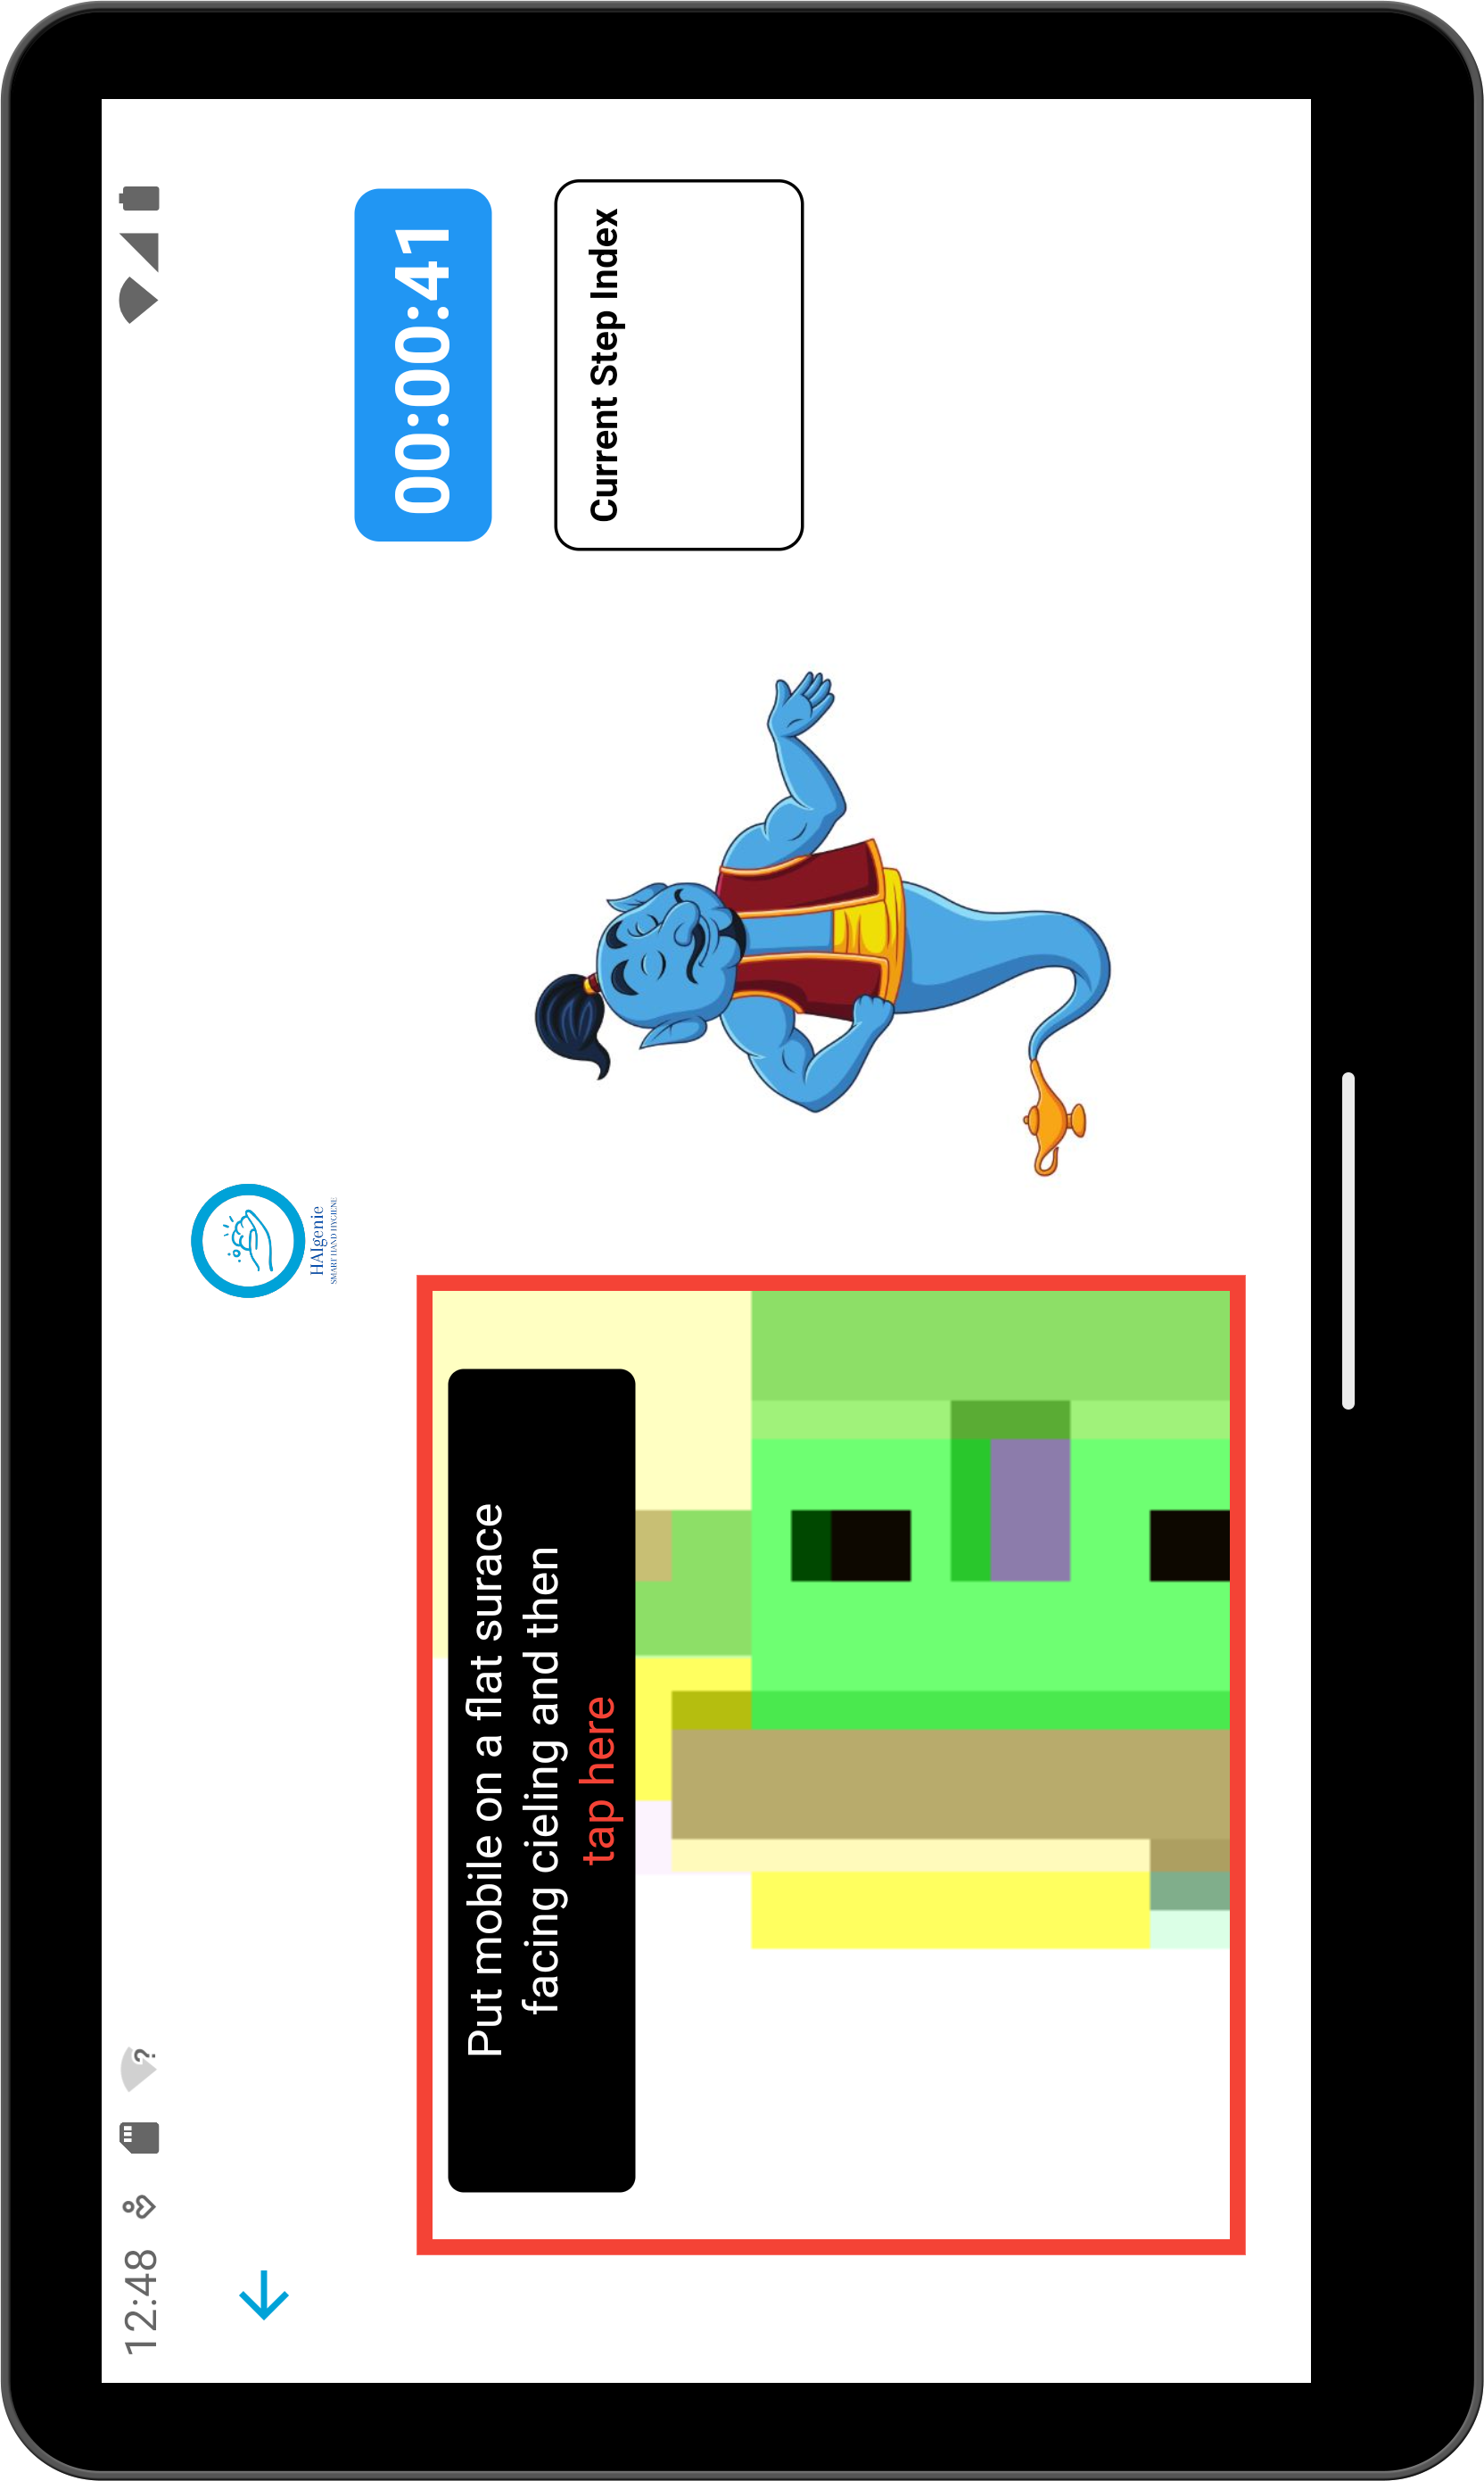 12:48
?
HAIgenie
SMART HAND HYGIENE
Put mobile on a flat surace
facing cieling and then
tap here
00:00:41
Current Step Index